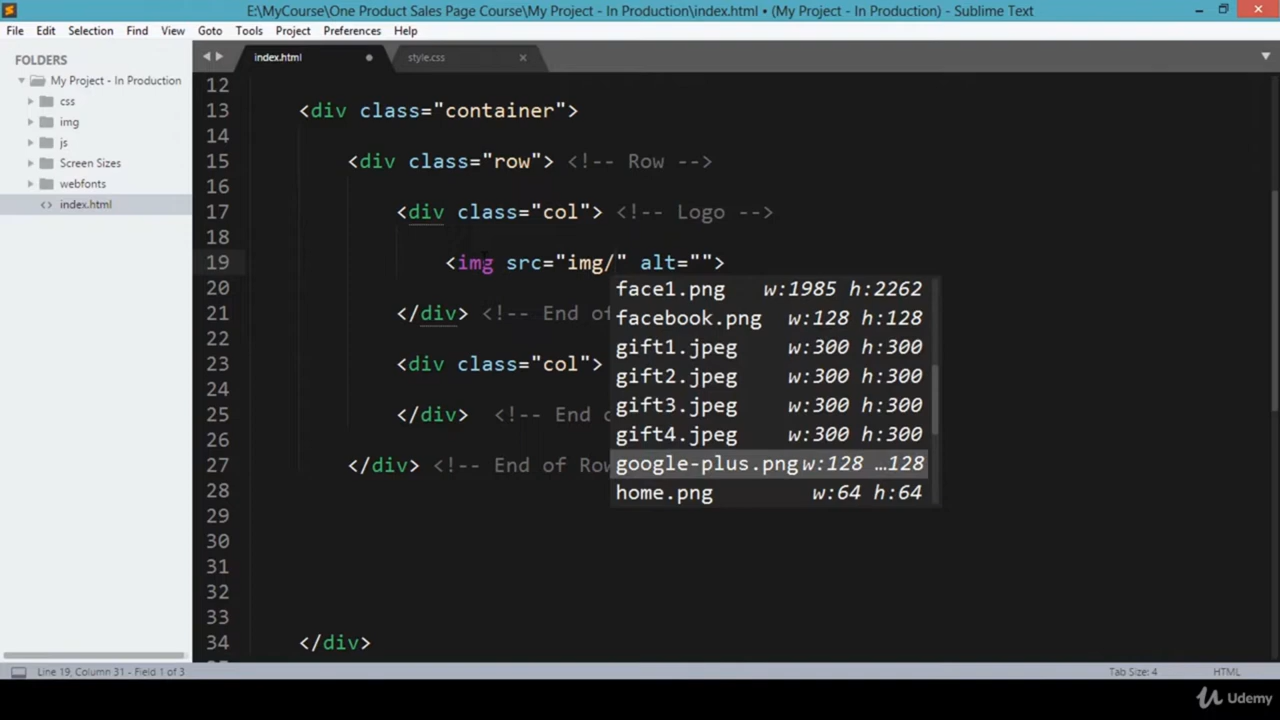 E:\MyCourse\One Product Sales Page Course\My Project - In Production\index.html • (My Project - In Production) - Sublime Text
File Edit Selection Find View Goto Tools Project Preferences Help
FOLDERS
My Project - In Production
css
img
js
Screen Sizes
webfonts
<> index.html
index.html
style.css
12
13 <div class="container">
14
15 <div class="row"> <!-- Row -->
16
17 <div class="col"> <!-- Logo -->
18
19 <img src="img/" alt="">
20
21 </div> <!-- End of
22
23 <div class="col">
24
25 </div> <!-- End o
26
27 </div> <!-- End of Row
28
29
30
31
32
33
34 </div>
face1.png w:1985 h:2262
facebook.png w:128 h:128
gift1.jpeg w:300 h:300
gift2.jpeg w:300 h:300
gift3.jpeg w:300 h:300
gift4.jpeg w:300 h:300
google-plus.png w:128 …128
home.png w:64 h:64
Line 19, Column 31 - Field 1 of 3
Tab Size: 4
HTML
Udemy